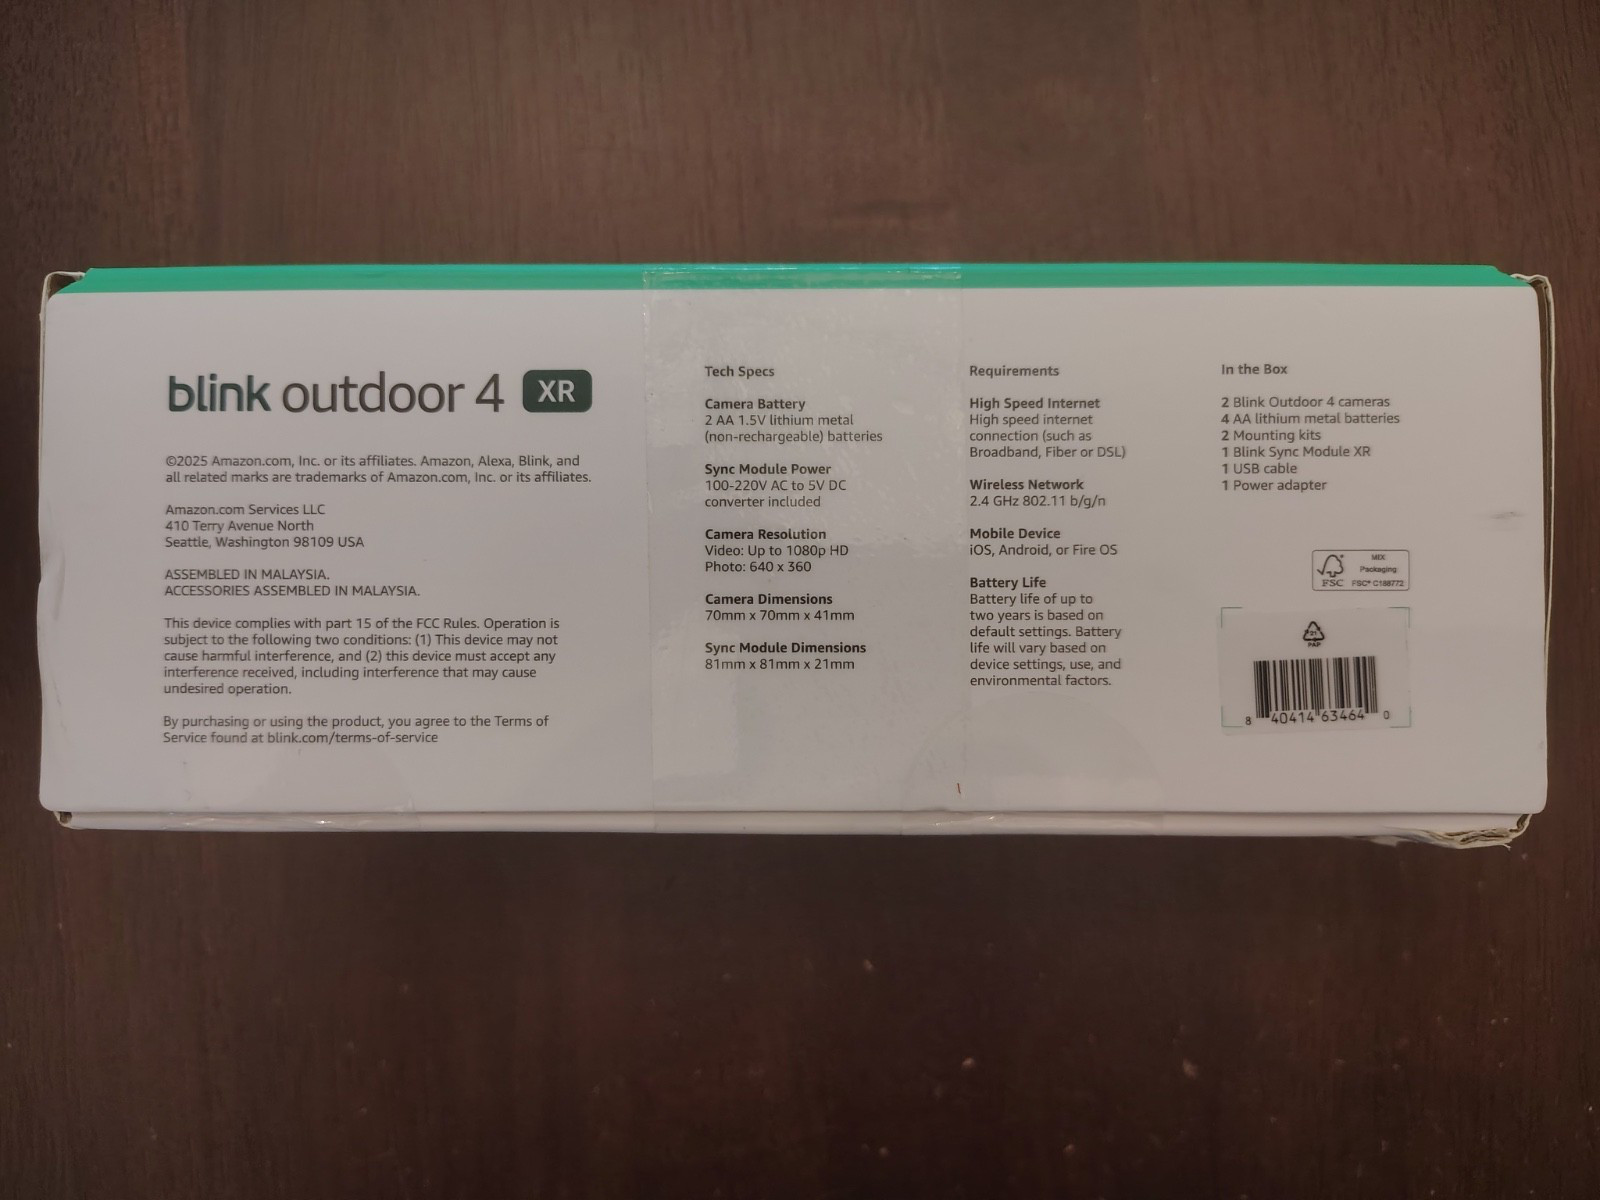 blink outdoor 4 XR
©2025 Amazon.com, Inc. or its affiliates. Amazon, Alexa, Blink, and
all related marks are trademarks of Amazon.com, Inc. or its affiliates.
Amazon.com Services LLC
410 Terry Avenue North
Seattle, Washington 98109 USA
ASSEMBLED IN MALAYSIA.
ACCESSORIES ASSEMBLED IN MALAYSIA.
This device complies with part 15 of the FCC Rules. Operation is
subject to the following two conditions: (1) This device may not
cause harmful interference, and (2) this device must accept any
interference received, including interference that may cause
undesired operation.
By purchasing or using the product, you agree to the Terms of
Service found at blink.com/terms-of-service
Tech Specs
Camera Battery
2 AA 1.5V lithium metal
(non-rechargeable) batteries
Sync Module Power
100-220V AC to 5V DC
converter included
Camera Resolution
Video: Up to 1080p HD
Photo: 640 x 360
Camera Dimensions
70mm x 70mm x 41mm
Sync Module Dimensions
81mm x 81mm x 21mm
Requirements
High Speed Internet
High speed internet
connection (such as
Broadband, Fiber or DSL)
Wireless Network
2.4 GHz 802.11 b/g/n
Mobile Device
iOS, Android, or Fire OS
Battery Life
Battery life of up to
two years is based on
default settings. Battery
life will vary based on
device settings, use, and
environmental factors.
In the Box
2 Blink Outdoor 4 cameras
4 AA lithium metal batteries
2 Mounting kits
1 Blink Sync Module XR
1 USB cable
1 Power adapter
MIX
Packaging
FSC FSC® C188772
21
PAP
8 40414 63464 0